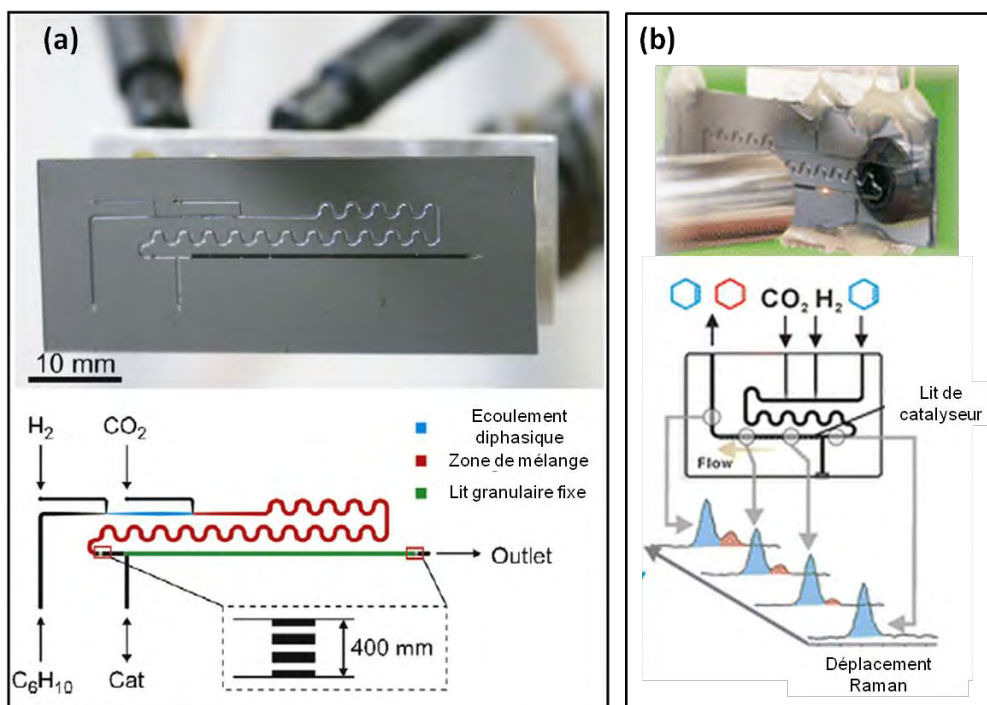 (a)
10 mm
H2
CO2
Ecoulement
diphasique
Zone de mélange
Lit granulaire fixe
Outlet
400 mm
C6H10
Cat
(b)
CO2 H2
Lit de
catalyseur
Flow
Déplacement
Raman